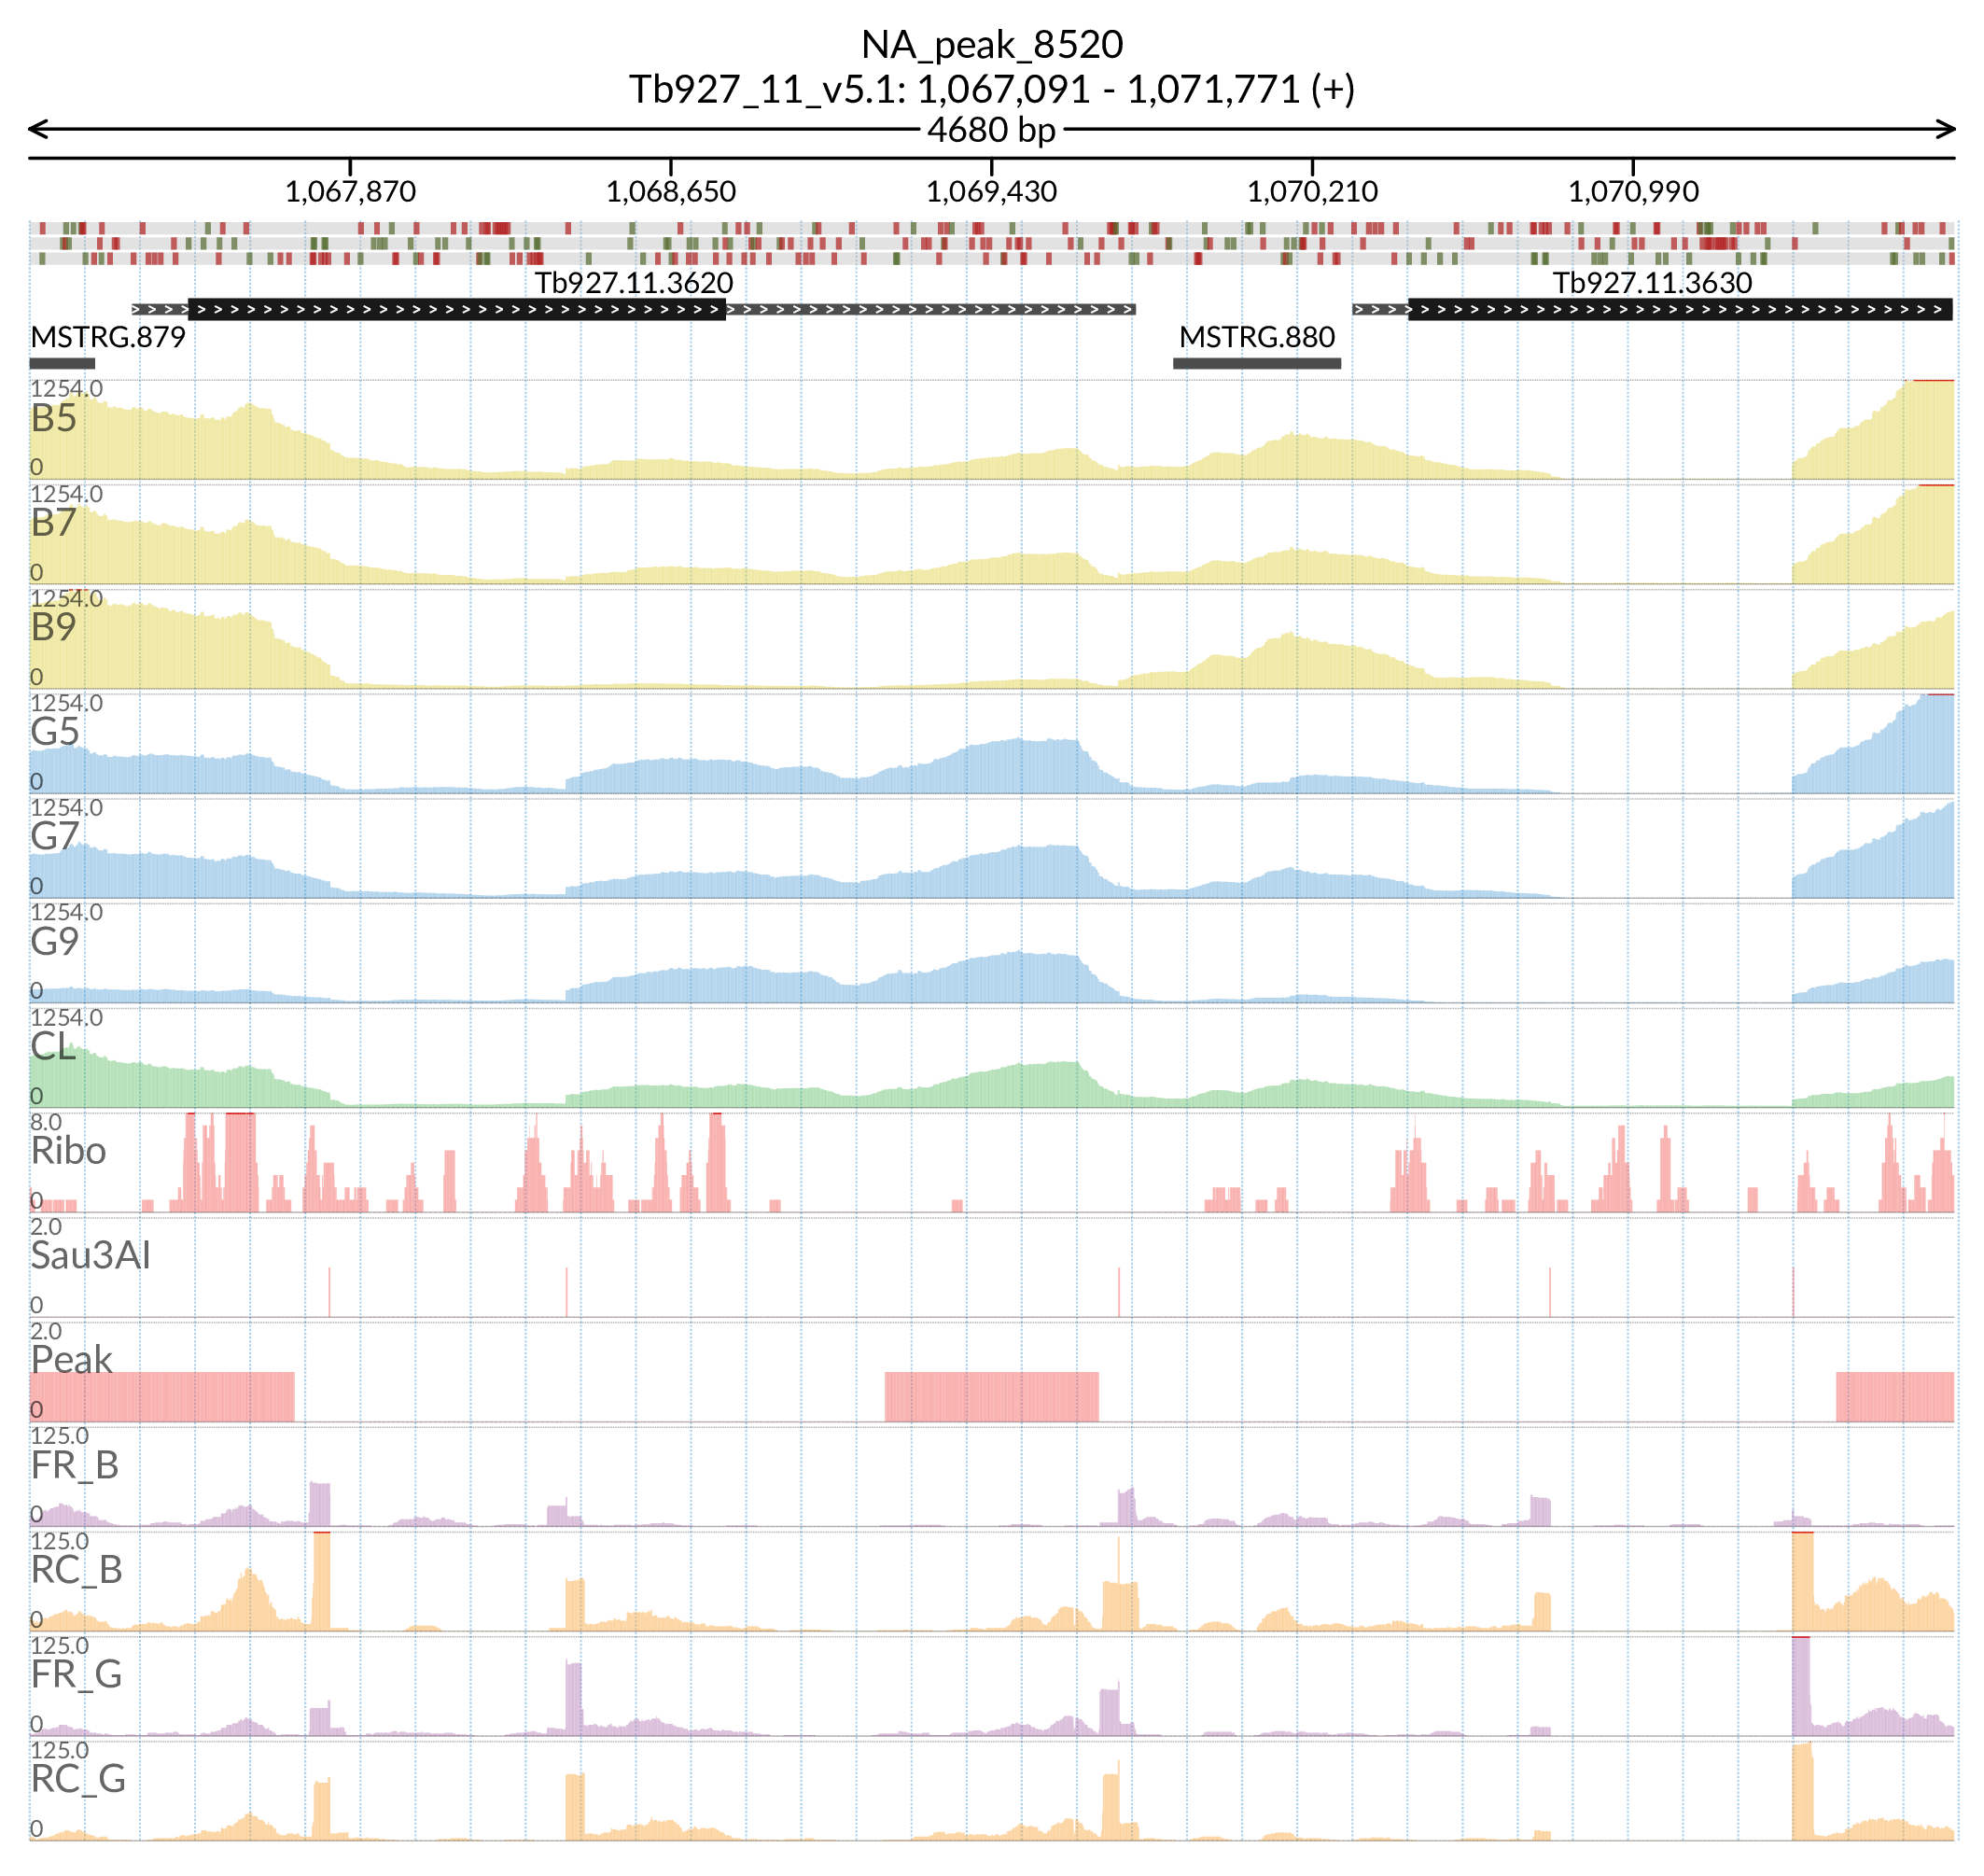 NA_peak_8520
Tb927_11_v5.1: 1,067,091 - 1,071,771 (+)
4680 bp
1,067,870 1,068,650 1,069,430 1,070,210 1,070,990
Tb927.11.3620 Tb927.11.3630
MSTRG.879 MSTRG.880
1254.0
B5
0
1254.0
B7
0
1254.0
B9
0
1254.0
G5
0
1254.0
G7
0
1254.0
G9
0
1254.0
CL
0
8.0
Ribo
0
2.0
Sau3AI
0
2.0
Peak
0
125.0
FR_B
0
125.0
RC_B
0
125.0
FR_G
0
125.0
RC_G
0